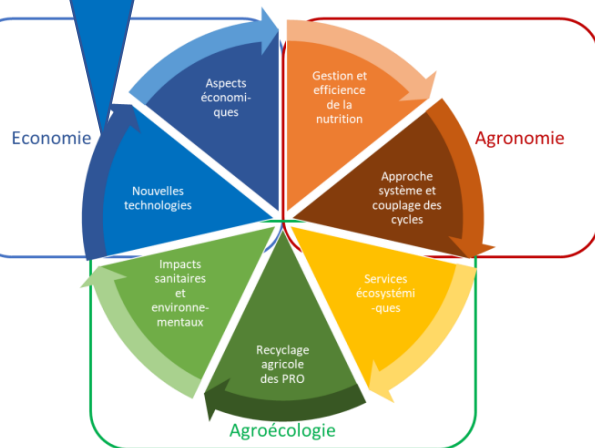 Aspects
économi-
ques
Gestion et
efficience
de la
nutrition
Economie
Agronomie
Approche
système et
couplage des
cycles
Nouvelles
technologies
Impacts
sanitaires
et
environne-
mentaux
Services
écosystémi
-ques
Recyclage
agricole
des PRO
Agroécologie